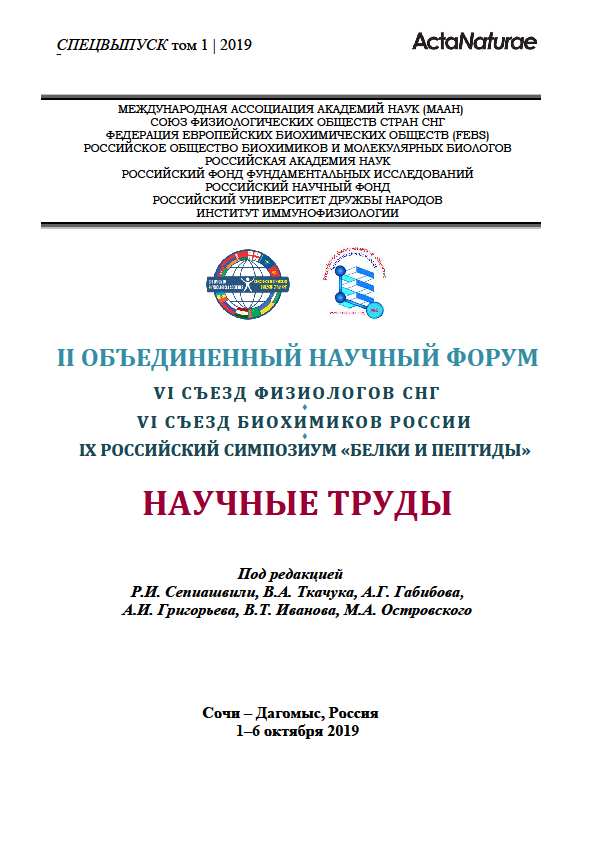 СПЕЦВЫПУСК том 1 | 2019
ActaNaturae
МЕЖДУНАРОДНАЯ АССОЦИАЦИЯ АКАДЕМИЙ НАУК (МААН)
СОЮЗ ФИЗИОЛОГИЧЕСКИХ ОБЩЕСТВ СТРАН СНГ
ФЕДЕРАЦИЯ ЕВРОПЕЙСКИХ БИОХИМИЧЕСКИХ ОБЩЕСТВ (FEBS)
РОССИЙСКОЕ ОБЩЕСТВО БИОХИМИКОВ И МОЛЕКУЛЯРНЫХ БИОЛОГОВ
РОССИЙСКАЯ АКАДЕМИЯ НАУК
РОССИЙСКИЙ ФОНД ФУНДАМЕНТАЛЬНЫХ ИССЛЕДОВАНИЙ
РОССИЙСКИЙ НАУЧНЫЙ ФОНД
РОССИЙСКИЙ УНИВЕРСИТЕТ ДРУЖБЫ НАРОДОВ
ИНСТИТУТ ИММУНОФИЗИОЛОГИИ
II ОБЪЕДИНЕННЫЙ НАУЧНЫЙ ФОРУМ
VI СЪЕЗД ФИЗИОЛОГОВ СНГ
VI СЪЕЗД БИОХИМИКОВ РОССИИ
IX РОССИЙСКИЙ СИМПОЗИУМ «БЕЛКИ И ПЕПТИДЫ»
НАУЧНЫЕ ТРУДЫ
Под редакцией
Р.И. Сепиашвили, В.А. Ткачука, А.Г. Габибова,
А.И. Григорьева, В.Т. Иванова, М.А. Островского
Сочи – Дагомыс, Россия
1–6 октября 2019